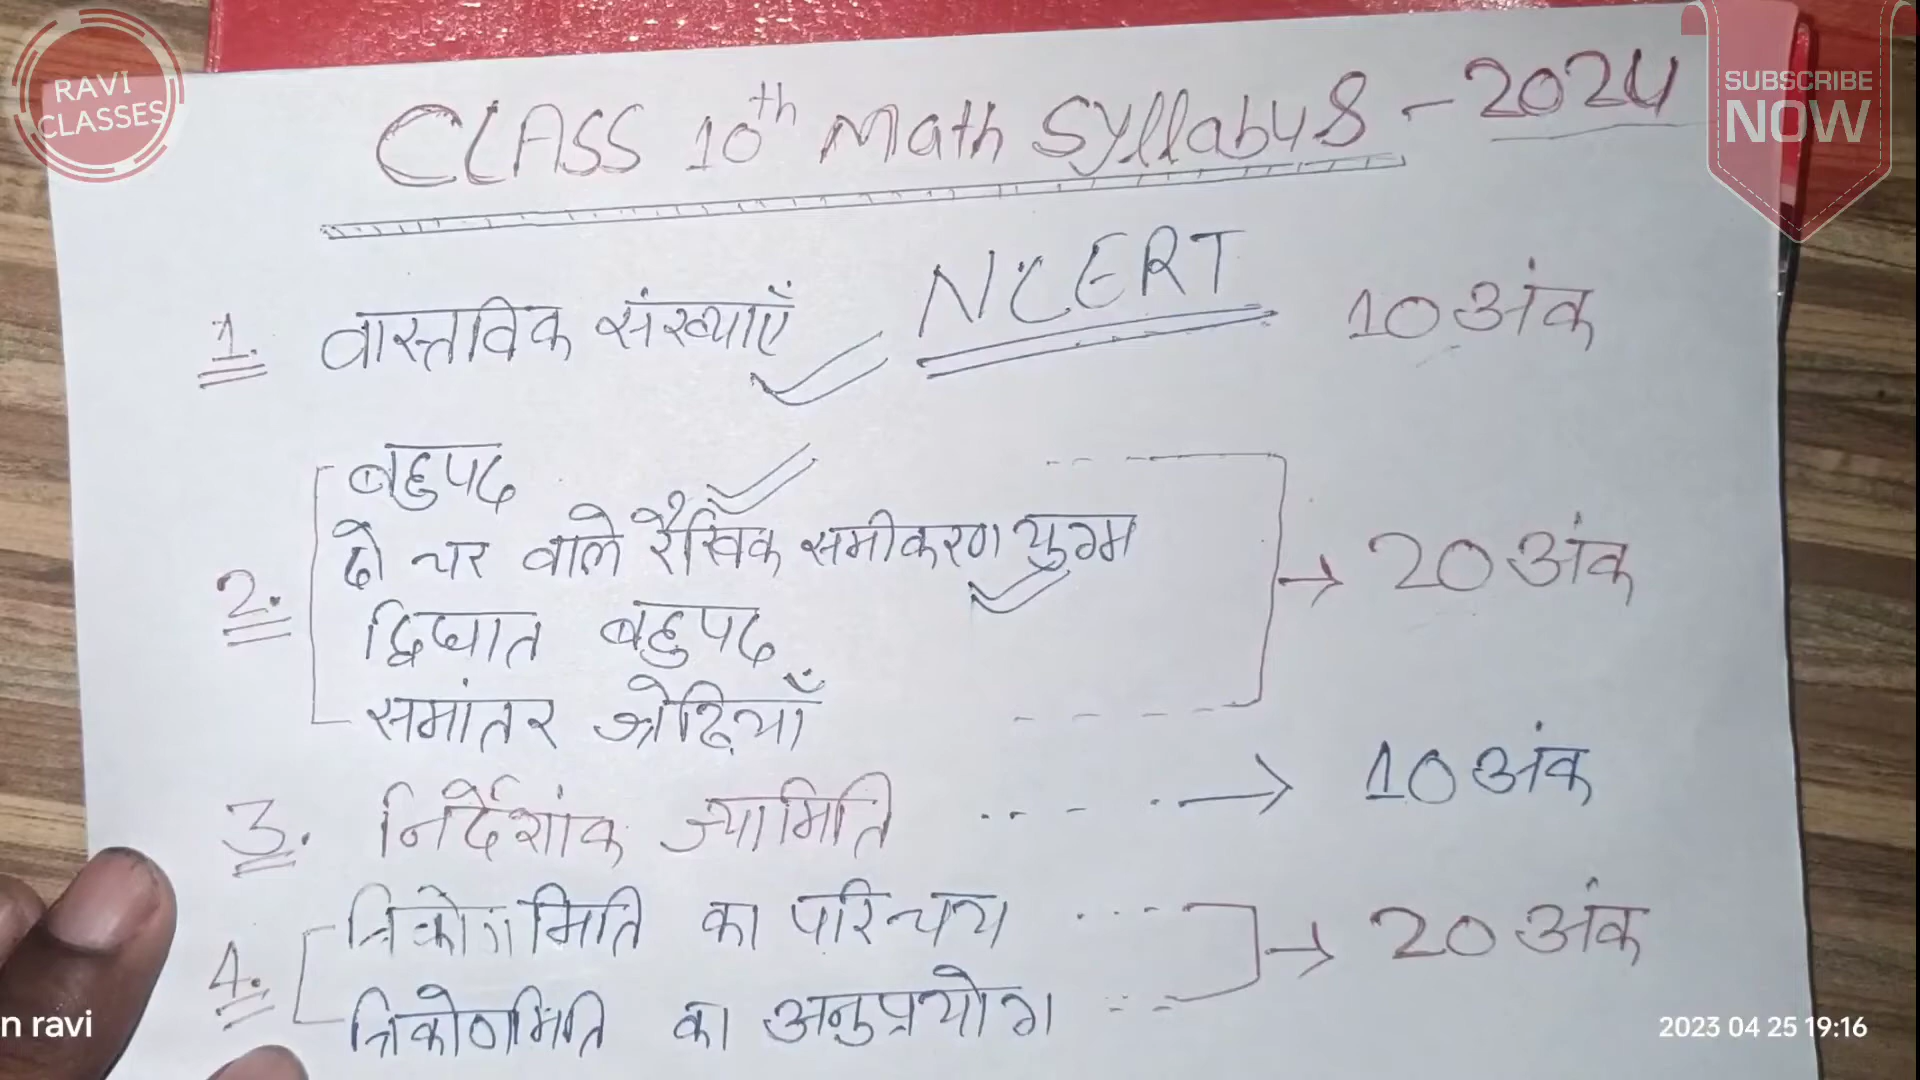 RAVI
CLASSES
SUBSCRIBE
NOW
CLASS 10th Math Syllabus - 2024
NCERT
1. वास्तविक संख्याएँ 10 अंक
बहुपद
दो चर वाले रैखिक समीकरण युग्म
2. → 20 अंक
द्विघात बहुपद
समांतर श्रेढ़ियाँ
3. निर्देशांक ज्यामिति → 10 अंक
त्रिकोणमिति का परिचय
4. → 20 अंक
त्रिकोणमिति का अनुप्रयोग
n ravi
2023 04 25 19:16